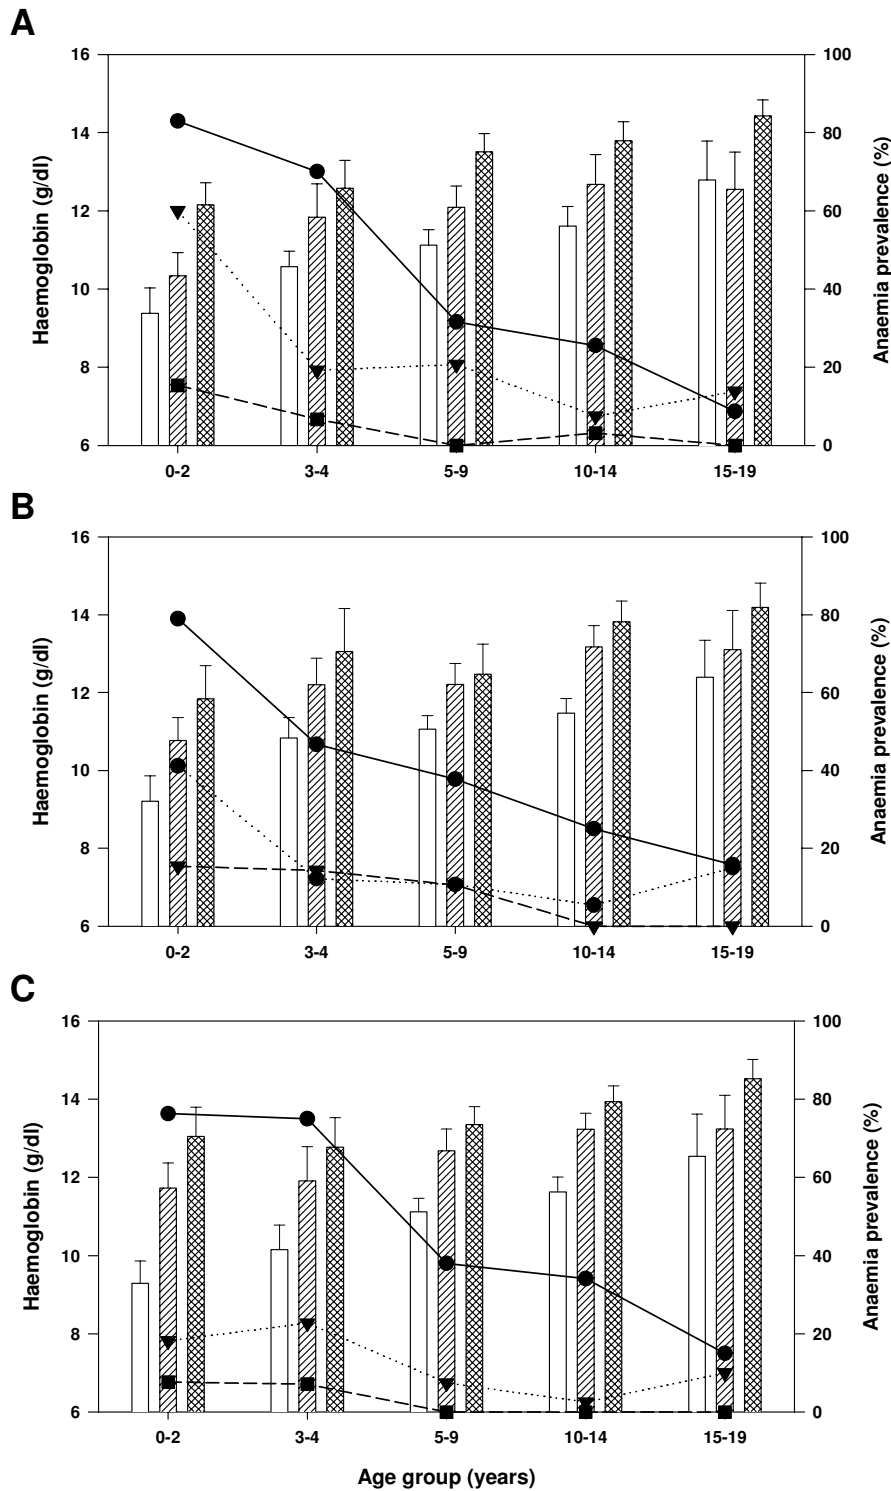 A
16
14
12
10
8
6
Haemoglobin (g/dl)
100
80
60
40
20
0
Anaemia prevalence (%)
0-2 3-4 5-9 10-14 15-19
B
16
14
12
10
8
6
Haemoglobin (g/dl)
100
80
60
40
20
0
Anaemia prevalence (%)
0-2 3-4 5-9 10-14 15-19
C
16
14
12
10
8
6
Haemoglobin (g/dl)
100
80
60
40
20
0
Anaemia prevalence (%)
0-2 3-4 5-9 10-14 15-19
Age group (years)